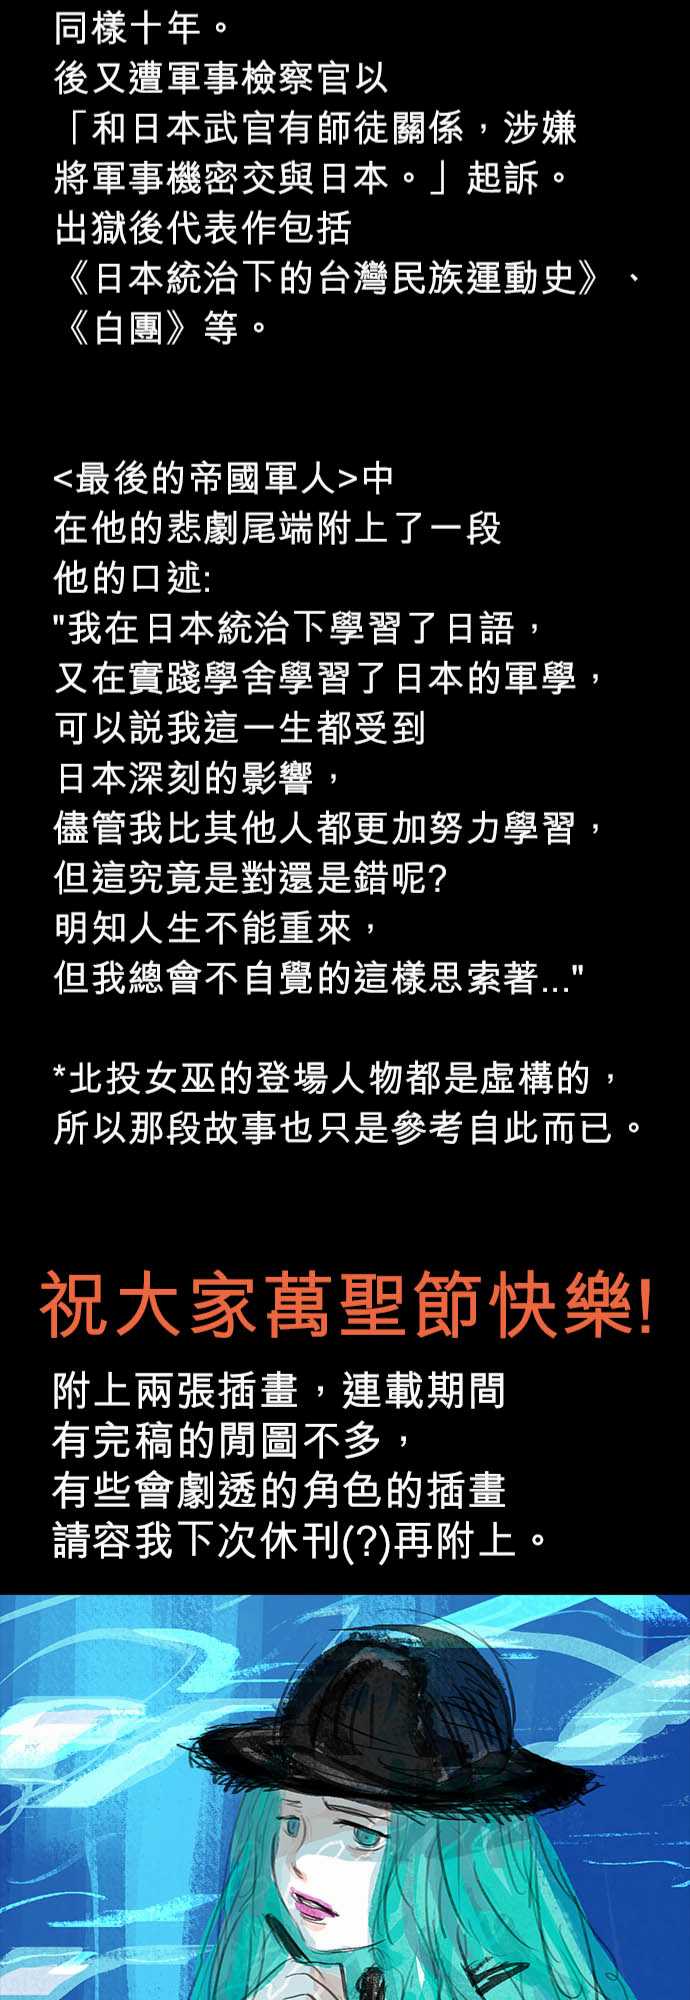 同樣十年。
後又遭軍事檢察官以
「和日本武官有師徒關係，涉嫌
將軍事機密交與日本。」起訴。
出獄後代表作包括
《日本統治下的台灣民族運動史》、
《白團》等。
<最後的帝國軍人>中
在他的悲劇尾端附上了一段
他的口述:
"我在日本統治下學習了日語，
又在實踐學舍學習了日本的軍學，
可以説我這一生都受到
日本深刻的影響，
儘管我比其他人都更加努力學習，
但這究竟是對還是錯呢?
明知人生不能重來，
但我總會不自覺的這樣思索著..."
*北投女巫的登場人物都是虛構的，
所以那段故事也只是參考自此而已。
祝大家萬聖節快樂!
附上兩張插畫，連載期間
有完稿的閒圖不多，
有些會劇透的角色的插畫
請容我下次休刊(?)再附上。